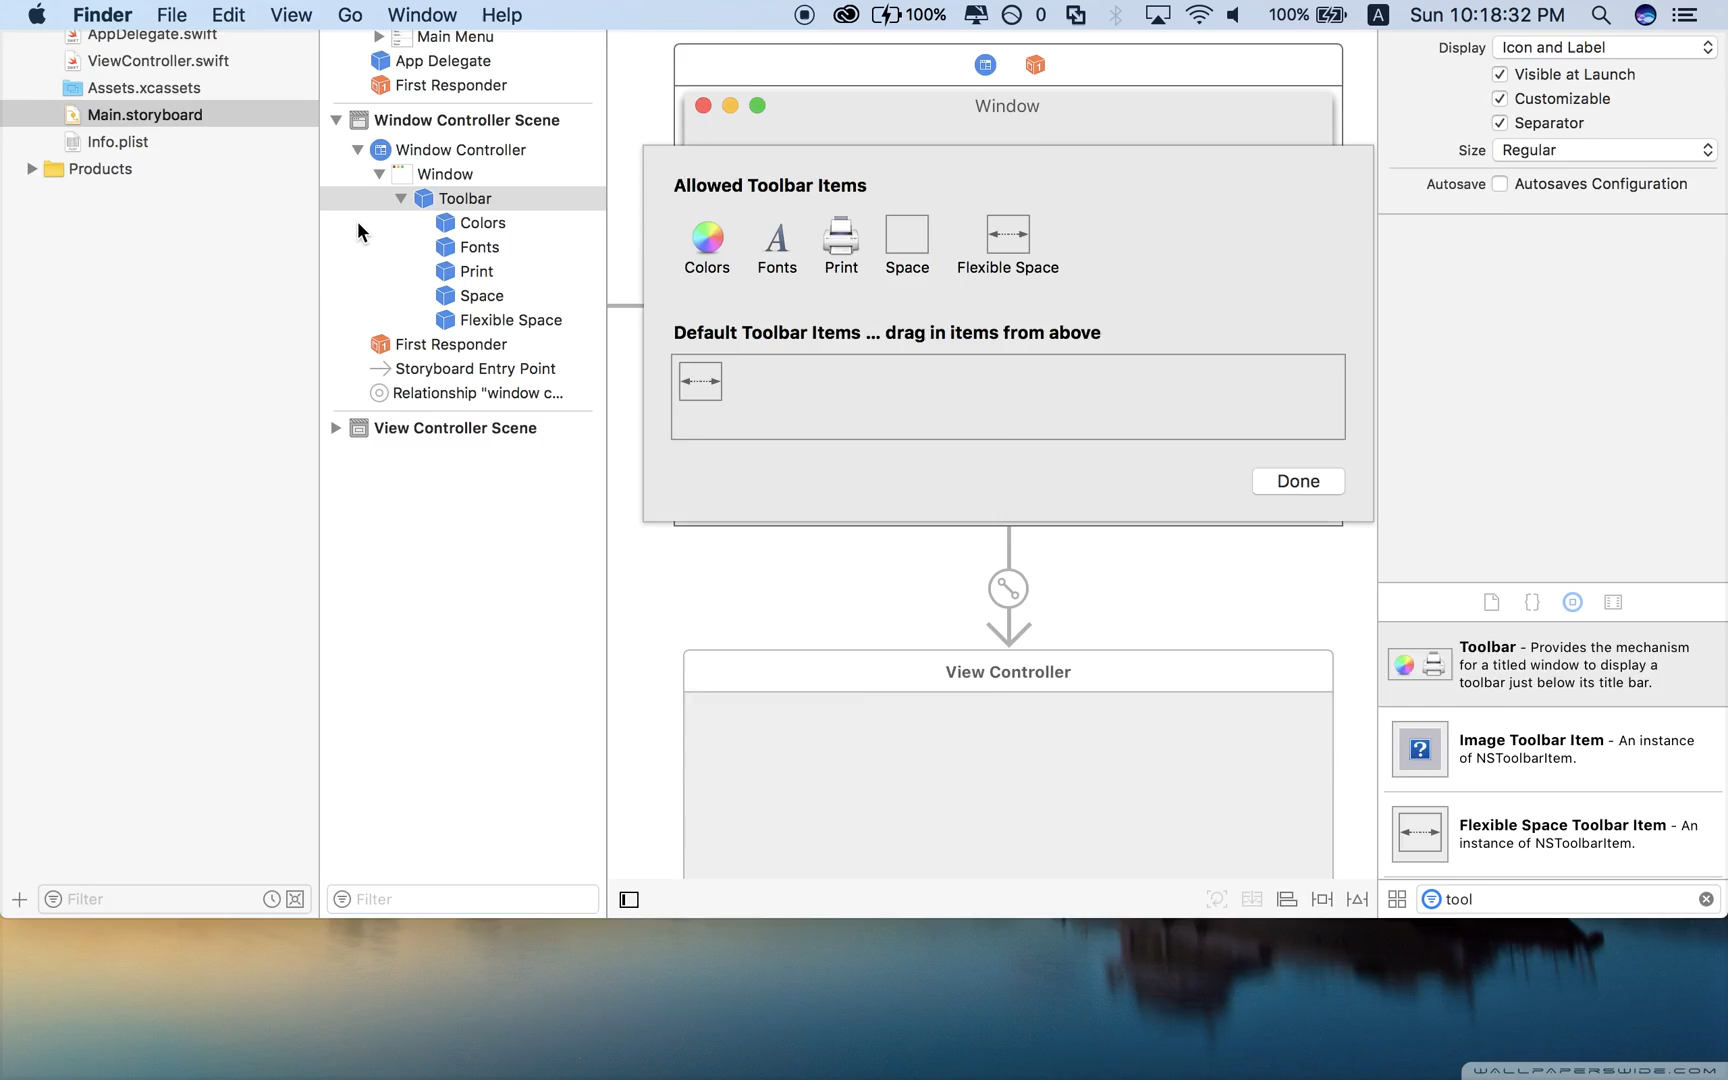 Finder File Edit View Go Window Help
100% 0 100% A Sun 10:18:32 PM
AppDelegate.swift
ViewController.swift
Assets.xcassets
Main.storyboard
Info.plist
Products
Filter
Main Menu
App Delegate
First Responder
Window Controller Scene
Window Controller
Window
Toolbar
Colors
Fonts
Print
Space
Flexible Space
First Responder
Storyboard Entry Point
Relationship "window c...
View Controller Scene
Filter
Window
Allowed Toolbar Items
Colors Fonts Print Space Flexible Space
Default Toolbar Items ... drag in items from above
Done
View Controller
Display Icon and Label
Visible at Launch
Customizable
Separator
Size Regular
Autosave Autosaves Configuration
Toolbar - Provides the mechanism
for a titled window to display a
toolbar just below its title bar.
Image Toolbar Item - An instance
of NSToolbarItem.
Flexible Space Toolbar Item - An
instance of NSToolbarItem.
tool
WALLPAPERSWIDE.COM